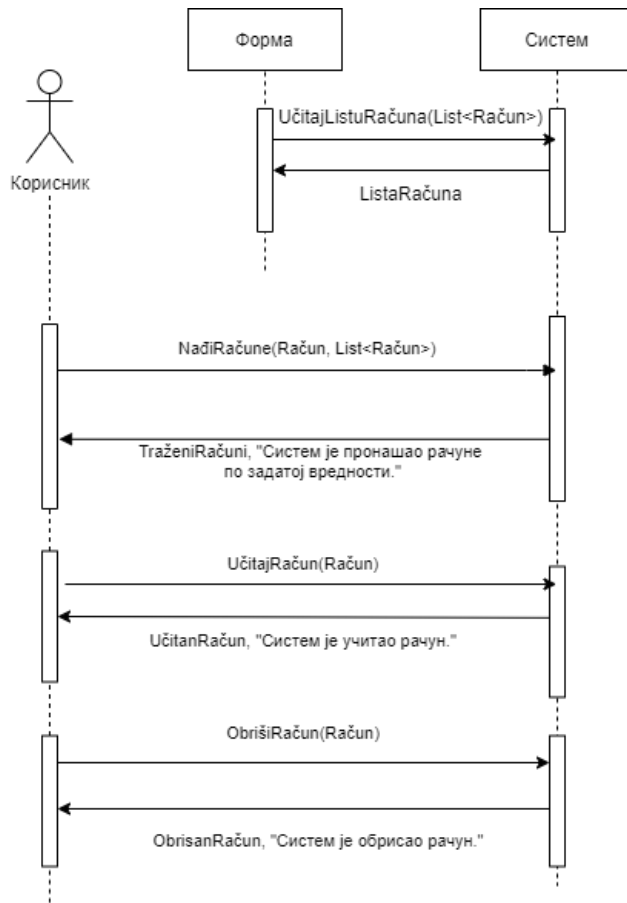 Форма
Систем
UčitajListuRačuna(List<Račun>)
Корисник
ListaRačuna
NađiRačune(Račun, List<Račun>)
TraženiRačuni, "Систем је пронашао рачуне
по задатој вредности."
UčitajRačun(Račun)
UčitanRačun, "Систем је учитао рачун."
ObrišiRačun(Račun)
ObrisanRačun, "Систем је обрисао рачун."